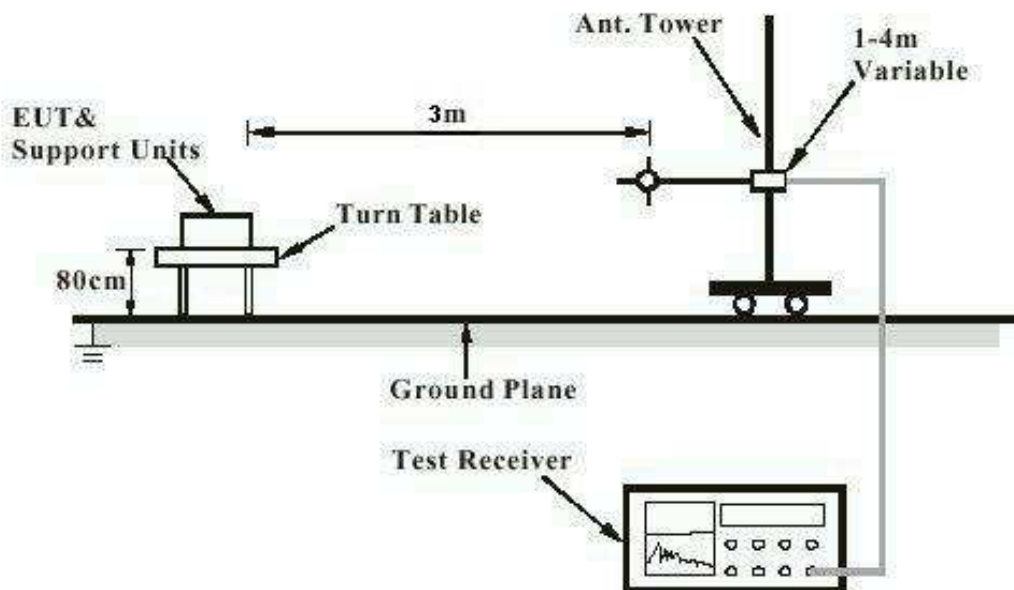 Ant. Tower
1-4m
Variable
EUT&
Support Units
3m
Turn Table
80cm
Ground Plane
Test Receiver